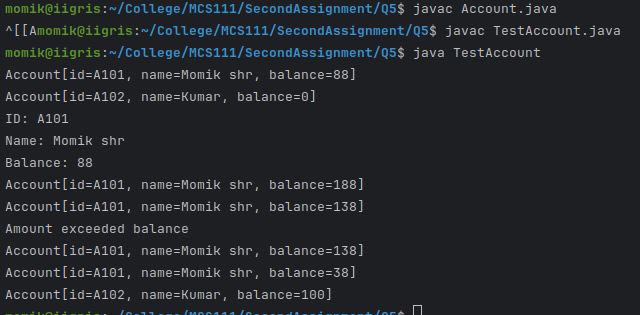 momik@iigris:~/College/MCS111/SecondAssignment/Q5$ javac Account.java
^[[Amomik@iigris:~/College/MCS111/SecondAssignment/Q5$ javac TestAccount.java
momik@iigris:~/College/MCS111/SecondAssignment/Q5$ java TestAccount
Account[id=A101, name=Momik shr, balance=88]
Account[id=A102, name=Kumar, balance=0]
ID: A101
Name: Momik shr
Balance: 88
Account[id=A101, name=Momik shr, balance=188]
Account[id=A101, name=Momik shr, balance=138]
Amount exceeded balance
Account[id=A101, name=Momik shr, balance=138]
Account[id=A101, name=Momik shr, balance=38]
Account[id=A102, name=Kumar, balance=100]
momik@iigris:~/College/MCS111/SecondAssignment/Q5$